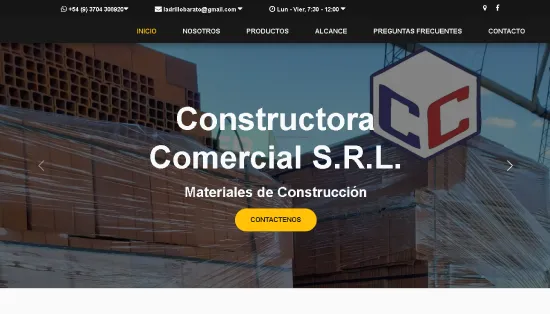 +54 (9) 3704 300920
ladrillobarato@gmail.com
Lun - Vier, 7:30 - 12:00
INICIO
NOSOTROS
PRODUCTOS
ALCANCE
PREGUNTAS FRECUENTES
CONTACTO
Constructora
Comercial S.R.L.
Materiales de Construcción
CONTACTENOS
CC